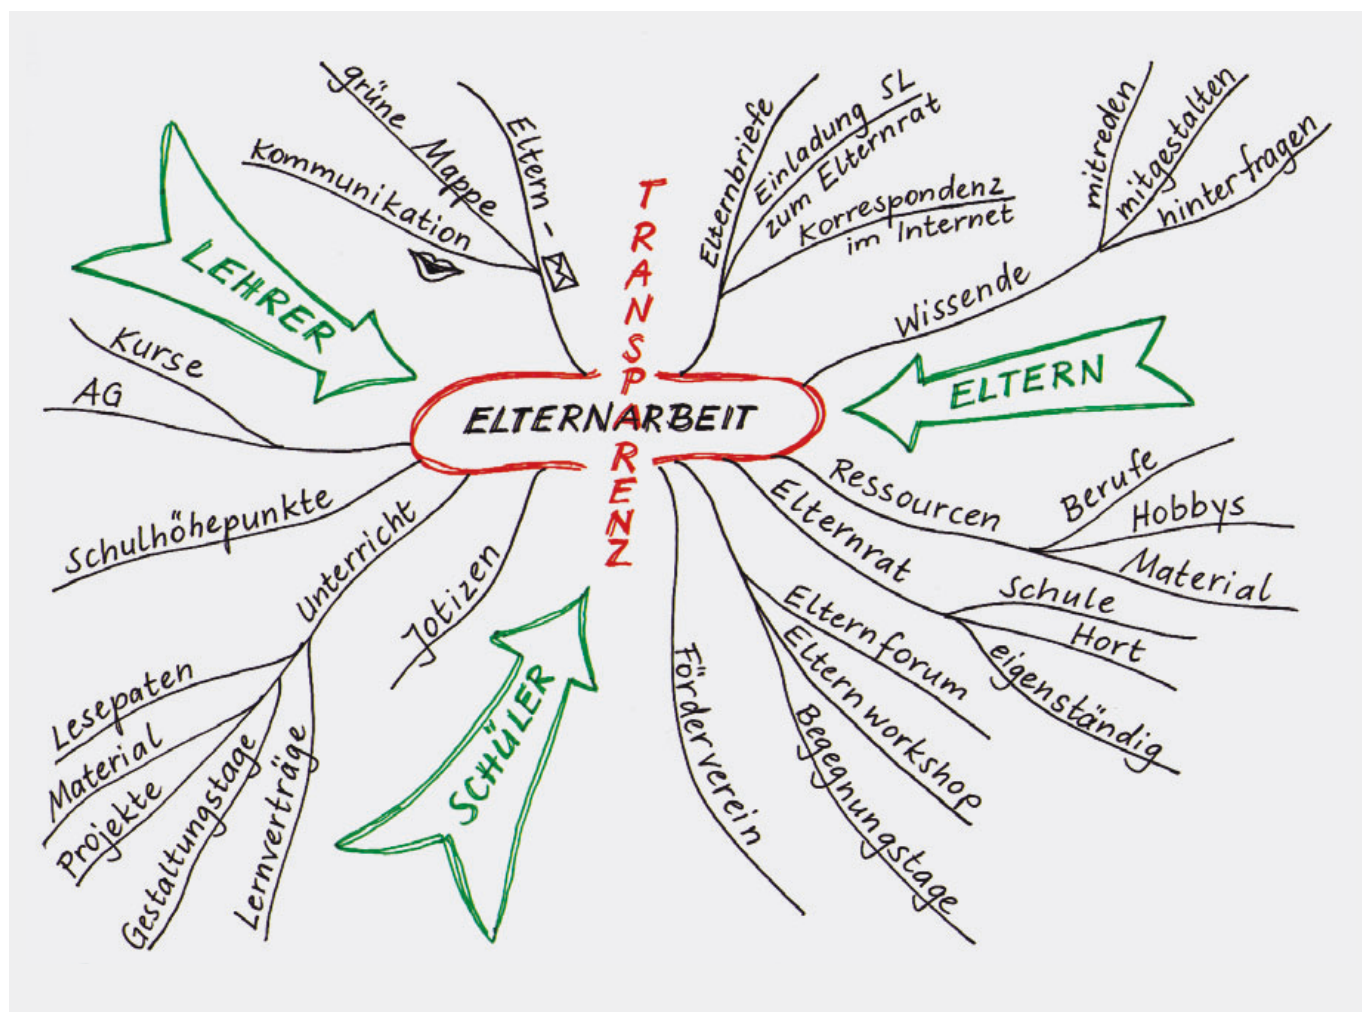 grüne Mappe
Kommunikation
Eltern-
Elternbriefe
Einladung SL
zum Elternrat
Korrespondenz
im Internet
mitreden
mitgestalten
hinterfragen
Wissende
TRANSPARENZ
LEHRER
ELTERN
Kurse
AG
ELTERNARBEIT
Schulhöhepunkte
Unterricht
Jotizen
Lesepaten
Material
Projekte
Gestaltungstage
Lernverträge
SCHÜLER
Förderverein
Elternforum
Elternworkshop
Begegnungstage
Elternrat
Schule
Hort
eigenständig
Ressourcen
Berufe
Hobbys
Material